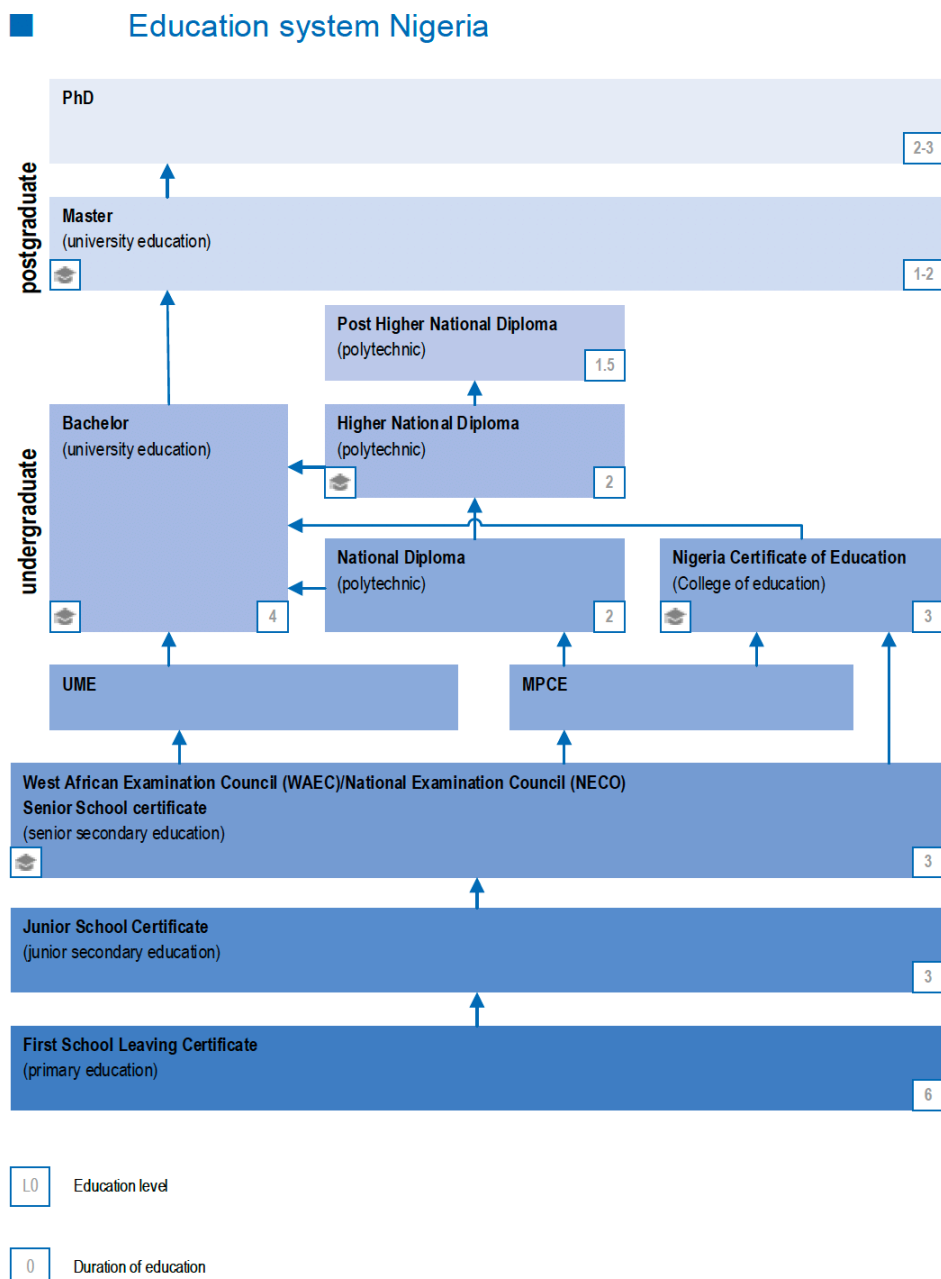 Education system Nigeria
PhD
2-3
postgraduate
Master
(university education)
1-2
Post Higher National Diploma
(polytechnic)
1.5
undergraduate
Bachelor
(university education)
4
Higher National Diploma
(polytechnic)
2
National Diploma
(polytechnic)
2
Nigeria Certificate of Education
(College of education)
3
UME
MPCE
West African Examination Council (WAEC)/National Examination Council (NECO)
Senior School certificate
(senior secondary education)
3
Junior School Certificate
(junior secondary education)
3
First School Leaving Certificate
(primary education)
6
L0 Education level
0 Duration of education